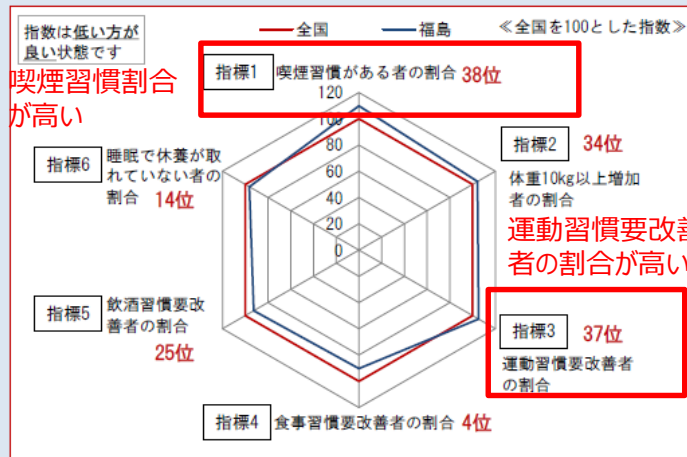 指数は低い方が
良い状態です
全国
福島
≪全国を100とした指数≫
喫煙習慣割合
が高い
指標1
喫煙習慣がある者の割合 38位
120
100
80
60
40
20
0
指標2
34位
体重10kg以上増加
者の割合
運動習慣要改善
者の割合が高い
指標3
37位
運動習慣要改善者
の割合
指標4
食事習慣要改善者の割合 4位
指標5
飲酒習慣要改
善者の割合
25位
指標6
睡眠で休養が取
れていない者の
割合 14位